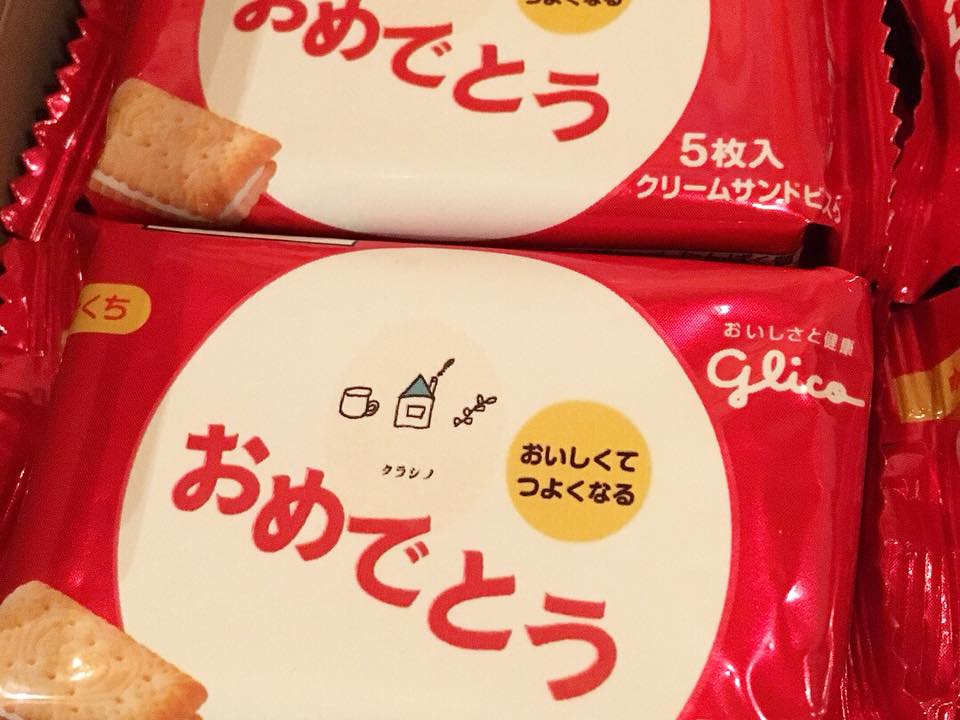 つよくなる
おめでとう
5枚入
クリームサンドビス
くち
おいしさと健康
glico
クラシノ
おいしくて
つよくなる
おめでとう